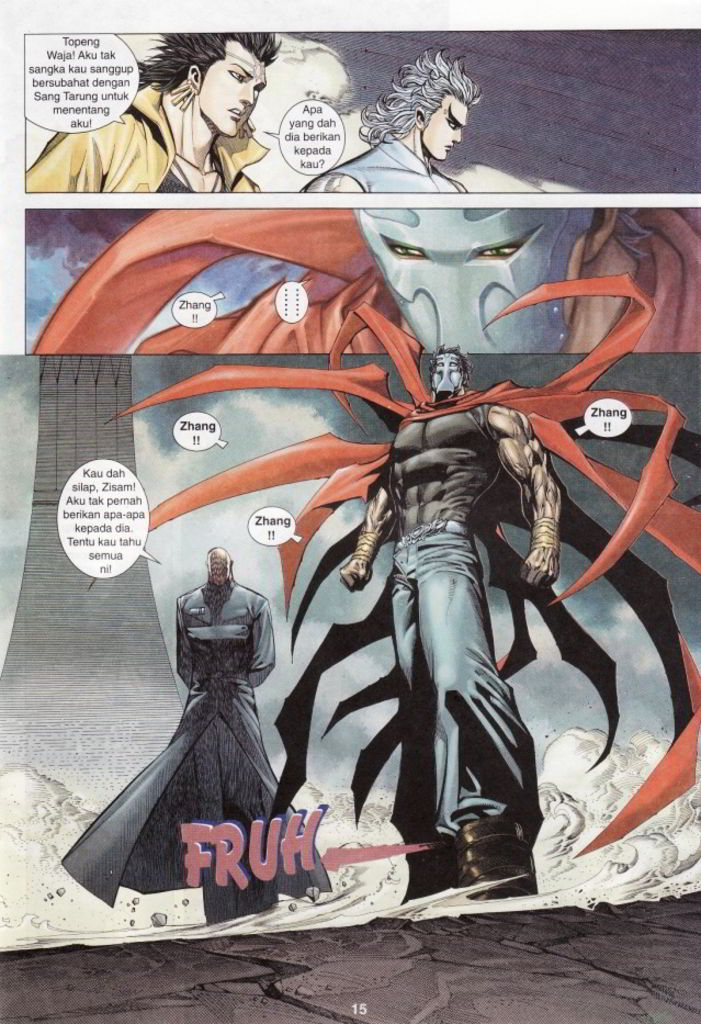 Topeng
Waja! Aku tak
sangka kau sanggup
bersubahat dengan
Sang Tarung untuk
menentang
aku!
Apa
yang dah
dia berikan
kepada
kau?
Zhang
!!
Zhang
!!
Zhang
!!
Kau dah
silap, Zisam!
Aku tak pernah
berikan apa-apa
kepada dia.
Tentu kau tahu
semua
ni!
Zhang
!!
FRUH
15